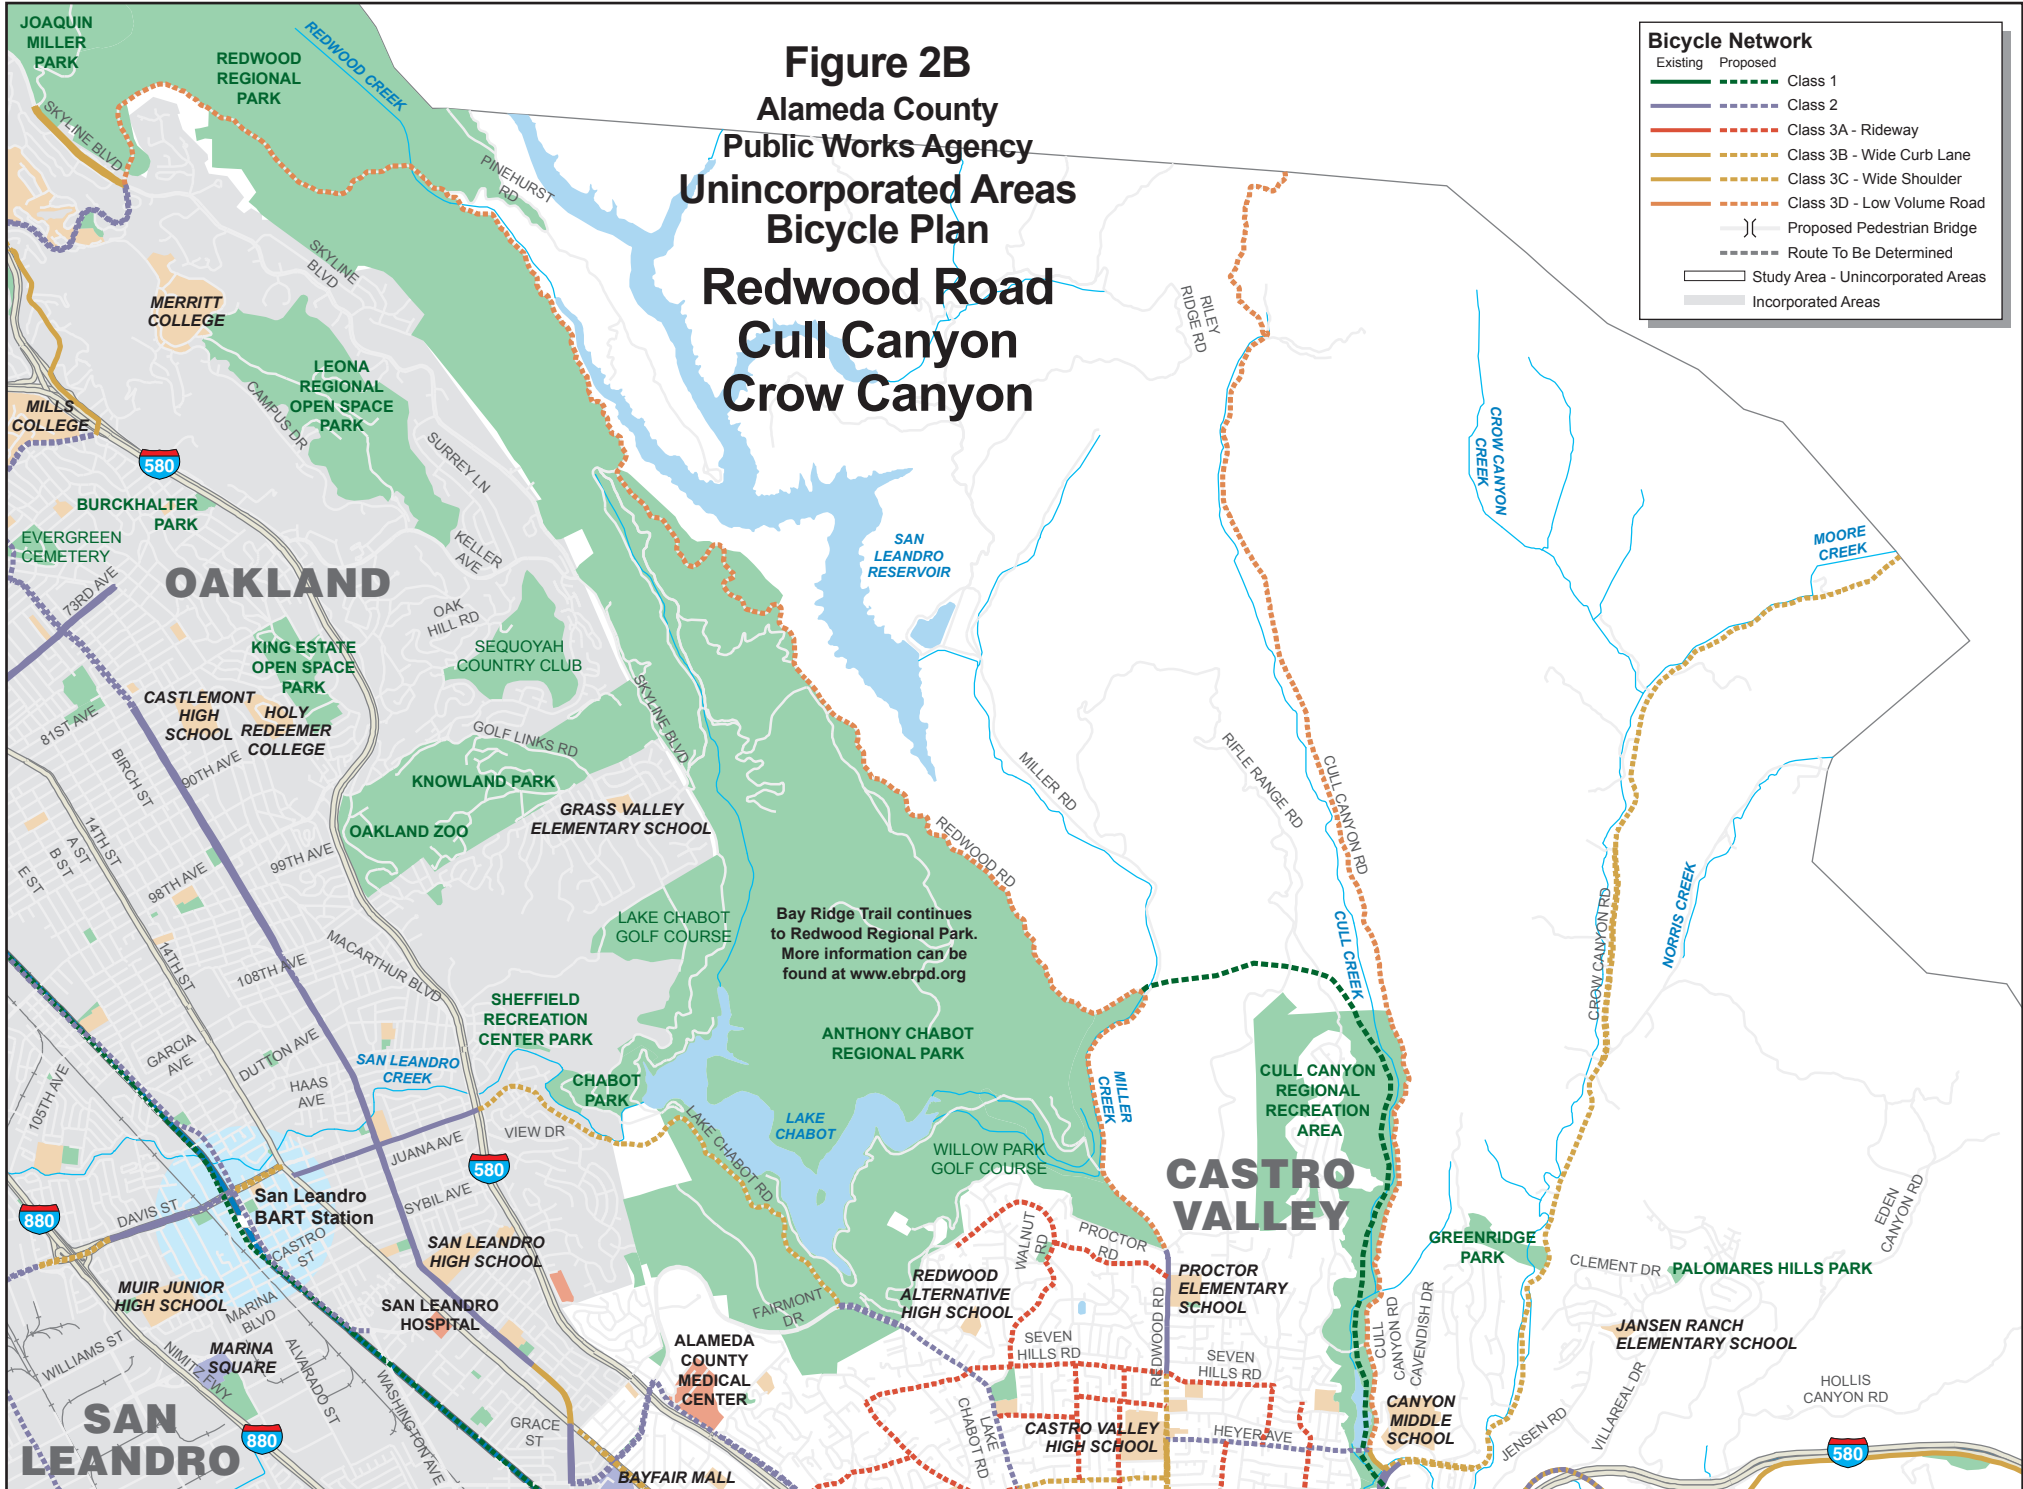 Figure 2B
Alameda County
Public Works Agency
Unincorporated Areas
Bicycle Plan
Redwood Road
Cull Canyon
Crow Canyon
Bicycle Network
Existing Proposed
Class 1
Class 2
Class 3A - Rideway
Class 3B - Wide Curb Lane
Class 3C - Wide Shoulder
Class 3D - Low Volume Road
Proposed Pedestrian Bridge
Route To Be Determined
Study Area - Unincorporated Areas
Incorporated Areas
JOAQUIN
MILLER
PARK
REDWOOD
REGIONAL
PARK
REDWOOD CREEK
SKYLINE BLVD
PINEHURST
RD
SKYLINE
BLVD
MERRITT
COLLEGE
LEONA
REGIONAL
OPEN SPACE
PARK
CAMPUS DR
MILLS
COLLEGE
580
SURREY LN
BURCKHALTER
PARK
EVERGREEN
CEMETERY
KELLER
AVE
73RD AVE
OAKLAND
OAK
HILL RD
KING ESTATE
OPEN SPACE
PARK
SEQUOYAH
COUNTRY CLUB
CASTLEMONT
HIGH
SCHOOL
HOLY
REDEEMER
COLLEGE
81ST AVE
BIRCH ST
90TH AVE
GOLF LINKS RD
SKYLINE BLVD
KNOWLAND PARK
GRASS VALLEY
ELEMENTARY SCHOOL
OAKLAND ZOO
14TH ST
A ST
B ST
E ST
98TH AVE
99TH AVE
LAKE CHABOT
GOLF COURSE
MACARTHUR BLVD
14TH ST
108TH AVE
SHEFFIELD
RECREATION
CENTER PARK
GARCIA
AVE
DUTTON AVE
HAAS
AVE
105TH AVE
SAN LEANDRO
CREEK
CHABOT
PARK
VIEW DR
JUANA AVE
580
SYBIL AVE
LAKE CHABOT RD
LAKE
CHABOT
San Leandro
BART Station
DAVIS ST
880
CASTRO
ST
SAN LEANDRO
HIGH SCHOOL
MUIR JUNIOR
HIGH SCHOOL
MARINA
BLVD
SAN LEANDRO
HOSPITAL
WILLIAMS ST
NIMITZ FWY
MARINA
SQUARE
ALVARADO ST
WASHINGTON AVE
SAN
LEANDRO
880
GRACE
ST
BAYFAIR MALL
ALAMEDA
COUNTY
MEDICAL
CENTER
FAIRMONT
DR
RILEY
RIDGE RD
CROW CANYON
CREEK
SAN
LEANDRO
RESERVOIR
MOORE
CREEK
MILLER RD
RIFLE RANGE RD
CULL CANYON RD
REDWOOD RD
Bay Ridge Trail continues
to Redwood Regional Park.
More information can be
found at www.ebrpd.org
CULL CREEK
CROW CANYON RD
NORRIS CREEK
ANTHONY CHABOT
REGIONAL PARK
MILLER
CREEK
CULL CANYON
REGIONAL
RECREATION
AREA
WILLOW PARK
GOLF COURSE
CASTRO
VALLEY
WALNUT
RD
PROCTOR
RD
REDWOOD
ALTERNATIVE
HIGH SCHOOL
PROCTOR
ELEMENTARY
SCHOOL
REDWOOD RD
SEVEN
HILLS RD
SEVEN
HILLS RD
LAKE
CHABOT RD
CASTRO VALLEY
HIGH SCHOOL
HEYER AVE
CULL
CANYON RD
CAVENDISH DR
CANYON
MIDDLE
SCHOOL
GREENRIDGE
PARK
CLEMENT DR
PALOMARES HILLS PARK
EDEN
CANYON RD
JANSEN RANCH
ELEMENTARY SCHOOL
JENSEN RD
VILLAREAL DR
HOLLIS
CANYON RD
580